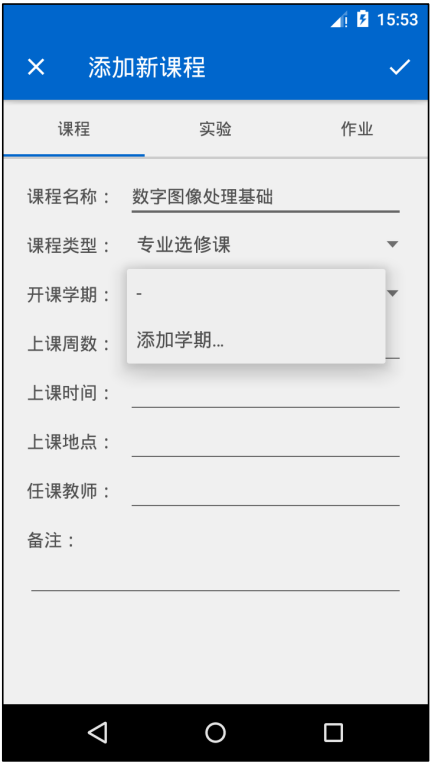 15:53
添加新课程
课程 实验 作业
课程名称： 数字图像处理基础
课程类型： 专业选修课
开课学期： -
添加学期...
上课周数：
上课时间：
上课地点：
任课教师：
备注：